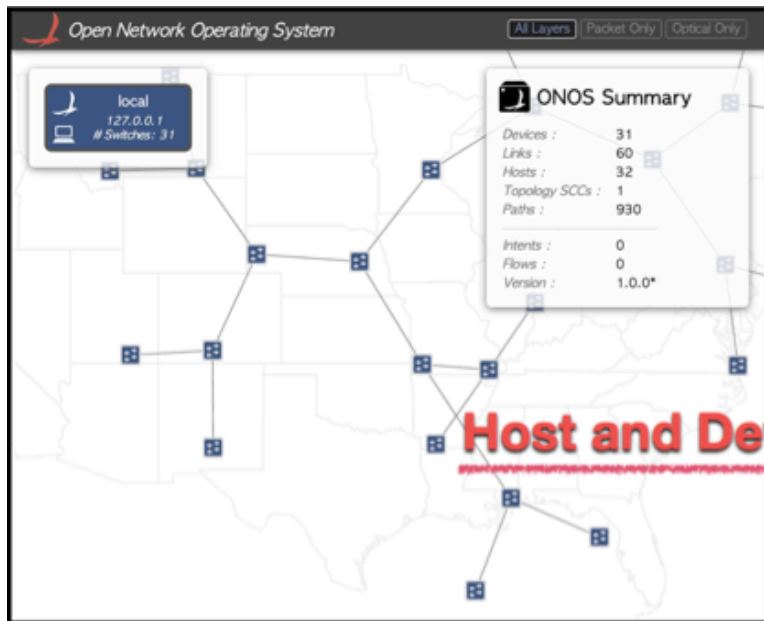 Open Network Operating System
All Layers Packet Only Optical Only
local
127.0.0.1
# Switches: 31
ONOS Summary
Devices : 31
Links : 60
Hosts : 32
Topology SCCs : 1
Paths : 930
Intents : 0
Flows : 0
Version : 1.0.0*
Host and De